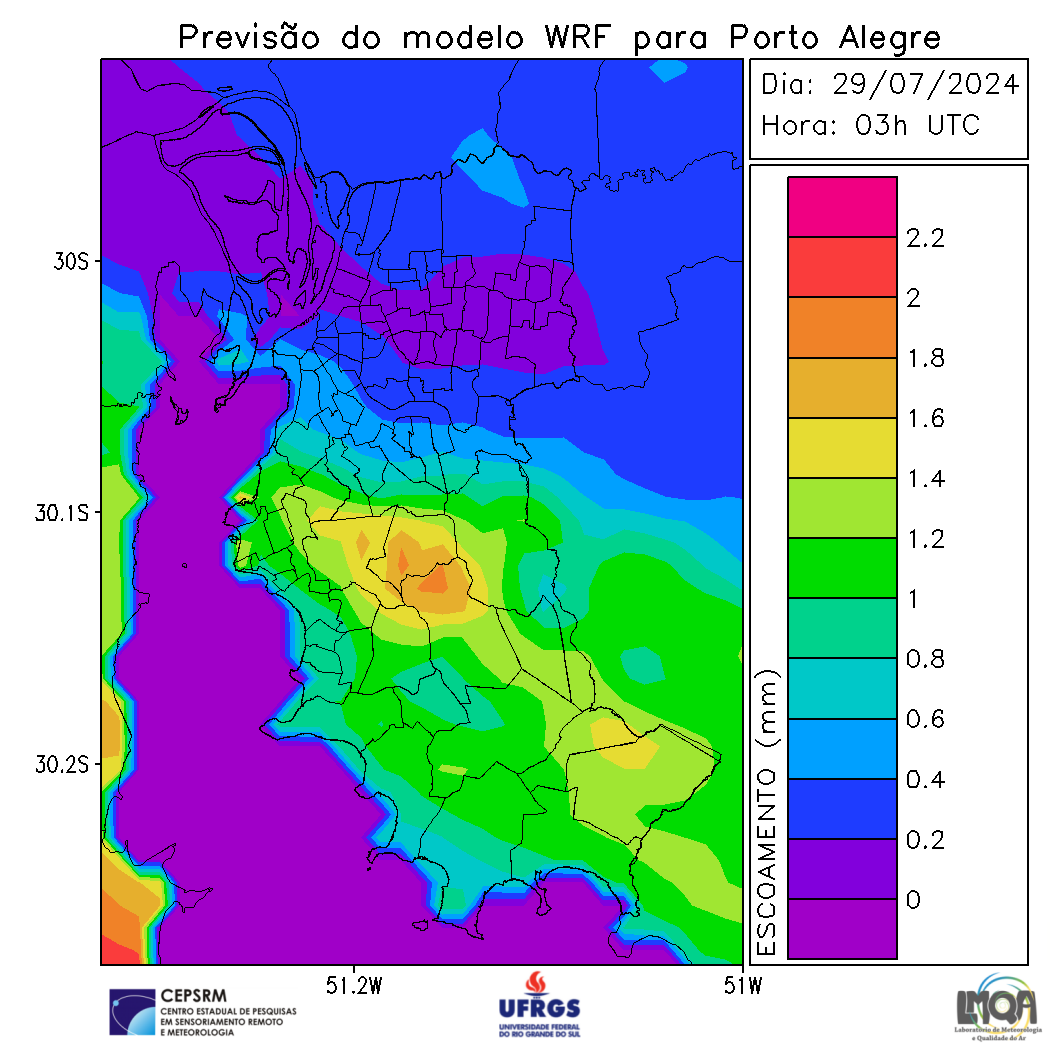 Previsão do modelo WRF para Porto Alegre
Dia: 29/07/2024
Hora: 03h UTC
30S
30.1S
30.2S
51.2W
51W
ESCOAMENTO (mm)
2.2
2
1.8
1.6
1.4
1.2
1
0.8
0.6
0.4
0.2
0
CEPSRM
CENTRO ESTADUAL DE PESQUISAS
EM SENSORIAMENTO REMOTO
E METEOROLOGIA
UFRGS
UNIVERSIDADE FEDERAL
DO RIO GRANDE DO SUL
LMQA
Laboratório de Meteorologia
e Qualidade do Ar